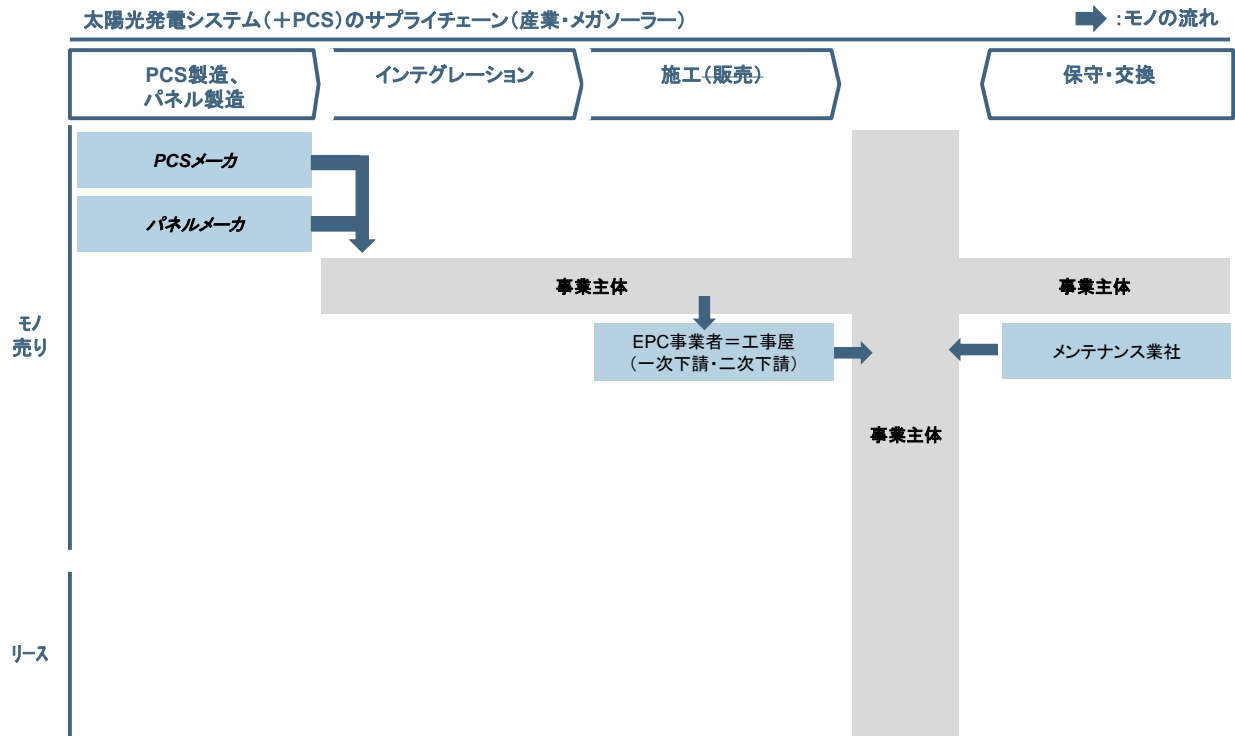 太陽光発電システム（＋PCS）のサプライチェーン（産業・メガソーラー）
：モノの流れ
PCS製造、
パネル製造
インテグレーション
施工（販売）
保守・交換
PCSメーカ
パネルメーカ
事業主体
事業主体
モノ
売り
EPC事業者＝工事屋
（一次下請・二次下請）
メンテナンス業社
事業主体
リース